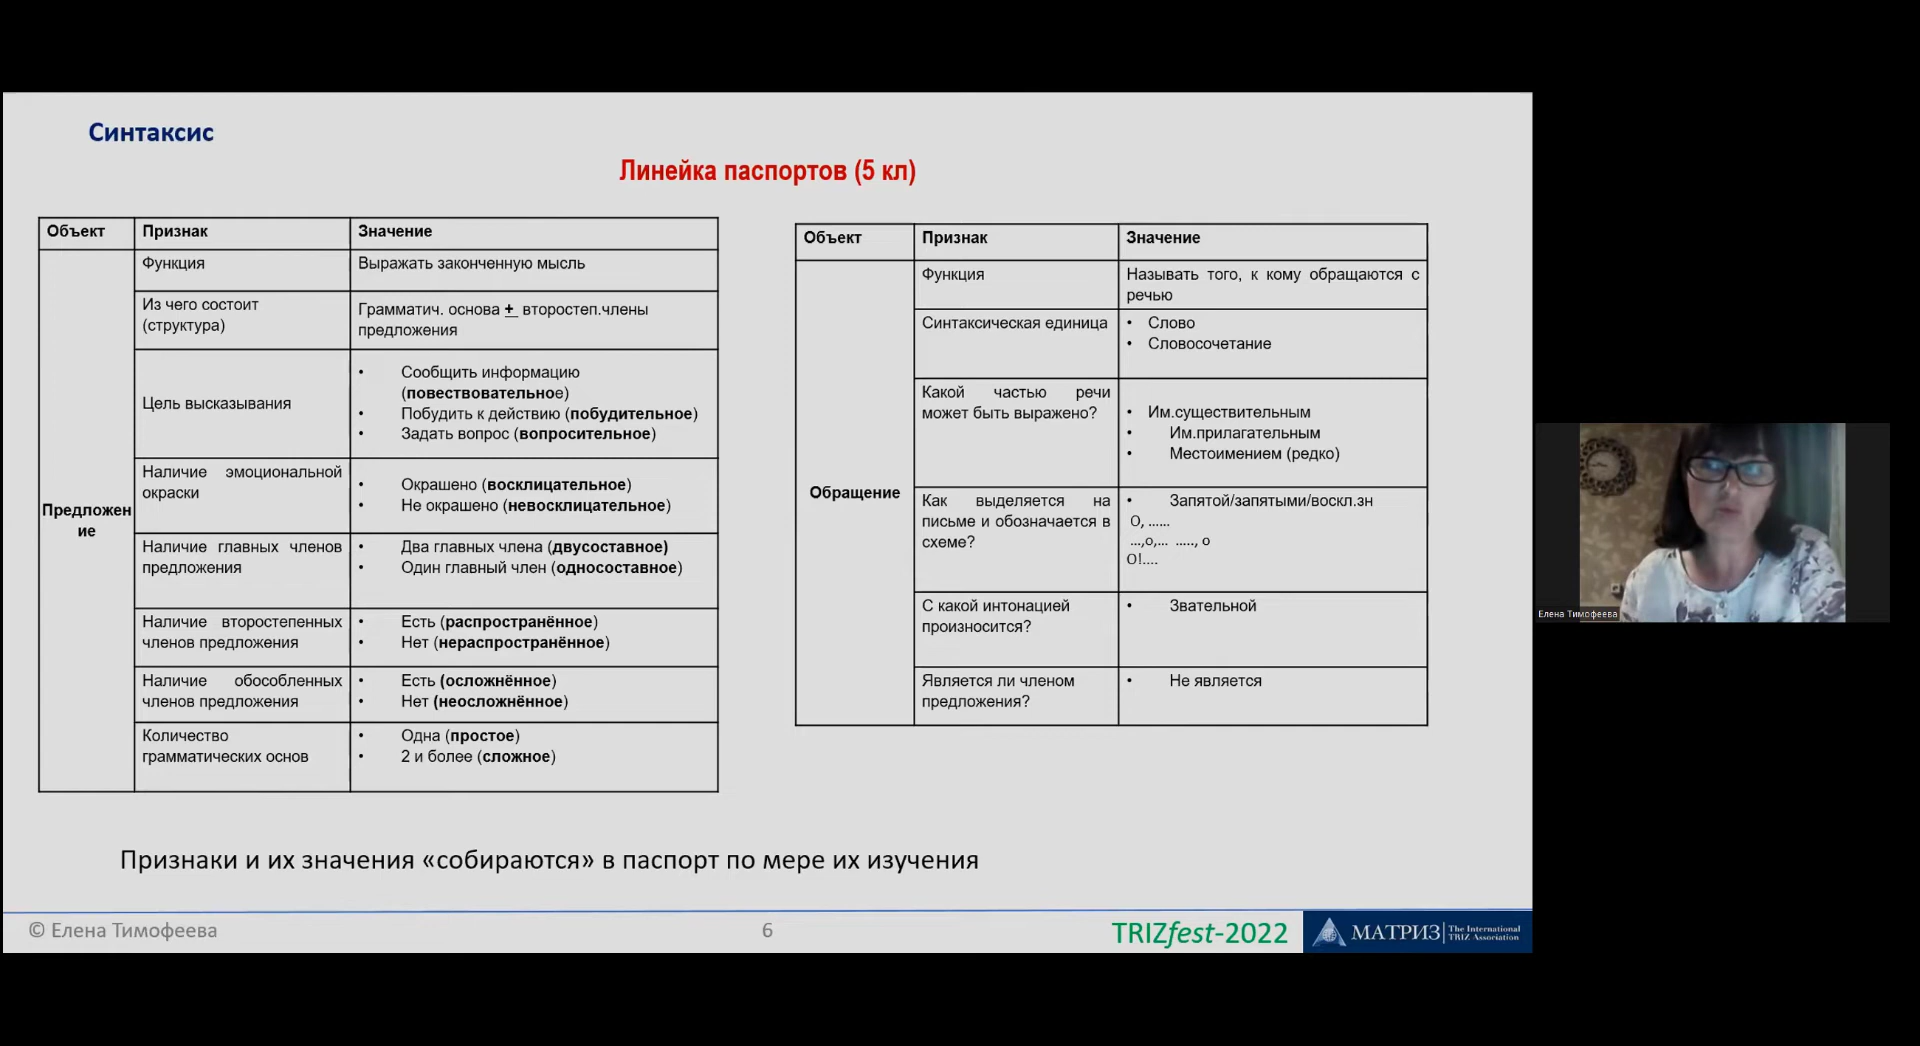 Синтаксис
Линейка паспортов (5 кл)
Объект Признак Значение
Предложен
ие
Функция
Выражать законченную мысль
Из чего состоит
(структура)
Грамматич. основа + второстеп.члены
предложения
Цель высказывания
• Сообщить информацию
(повествовательное)
• Побудить к действию (побудительное)
• Задать вопрос (вопросительное)
Наличие эмоциональной
окраски
• Окрашено (восклицательное)
• Не окрашено (невосклицательное)
Наличие главных членов
предложения
• Два главных члена (двусоставное)
• Один главный член (односоставное)
Наличие второстепенных
членов предложения
• Есть (распространённое)
• Нет (нераспространённое)
Наличие обособленных
членов предложения
• Есть (осложнённое)
• Нет (неосложнённое)
Количество
грамматических основ
• Одна (простое)
• 2 и более (сложное)
Объект Признак Значение
Обращение
Функция
Называть того, к кому обращаются с
речью
Синтаксическая единица
• Слово
• Словосочетание
Какой частью речи
может быть выражено?
• Им.существительным
• Им.прилагательным
• Местоимением (редко)
Как выделяется на
письме и обозначается в
схеме?
• Запятой/запятыми/воскл.зн
О, ......
...,о,... ....., о
О!....
С какой интонацией
произносится?
• Звательной
Является ли членом
предложения?
• Не является
Признаки и их значения «собираются» в паспорт по мере их изучения
© Елена Тимофеева
6
TRIZfest-2022
МАТРИЗ
The International
TRIZ Association
Елена Тимофеева